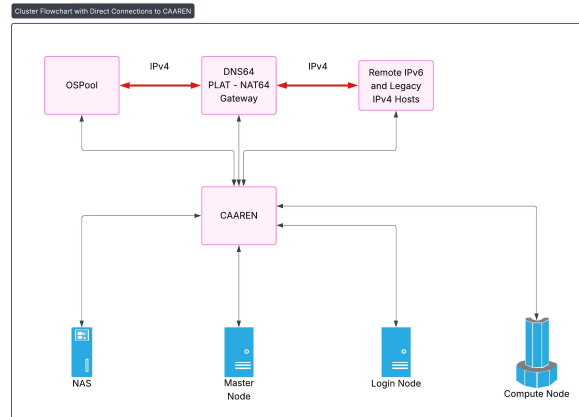 Cluster Flowchart with Direct Connections to CAAREN
OSPool
IPv4
DNS64
PLAT - NAT64
Gateway
IPv4
Remote IPv6
and Legacy
IPv4 Hosts
CAAREN
NAS
Master
Node
Login Node
Compute Node